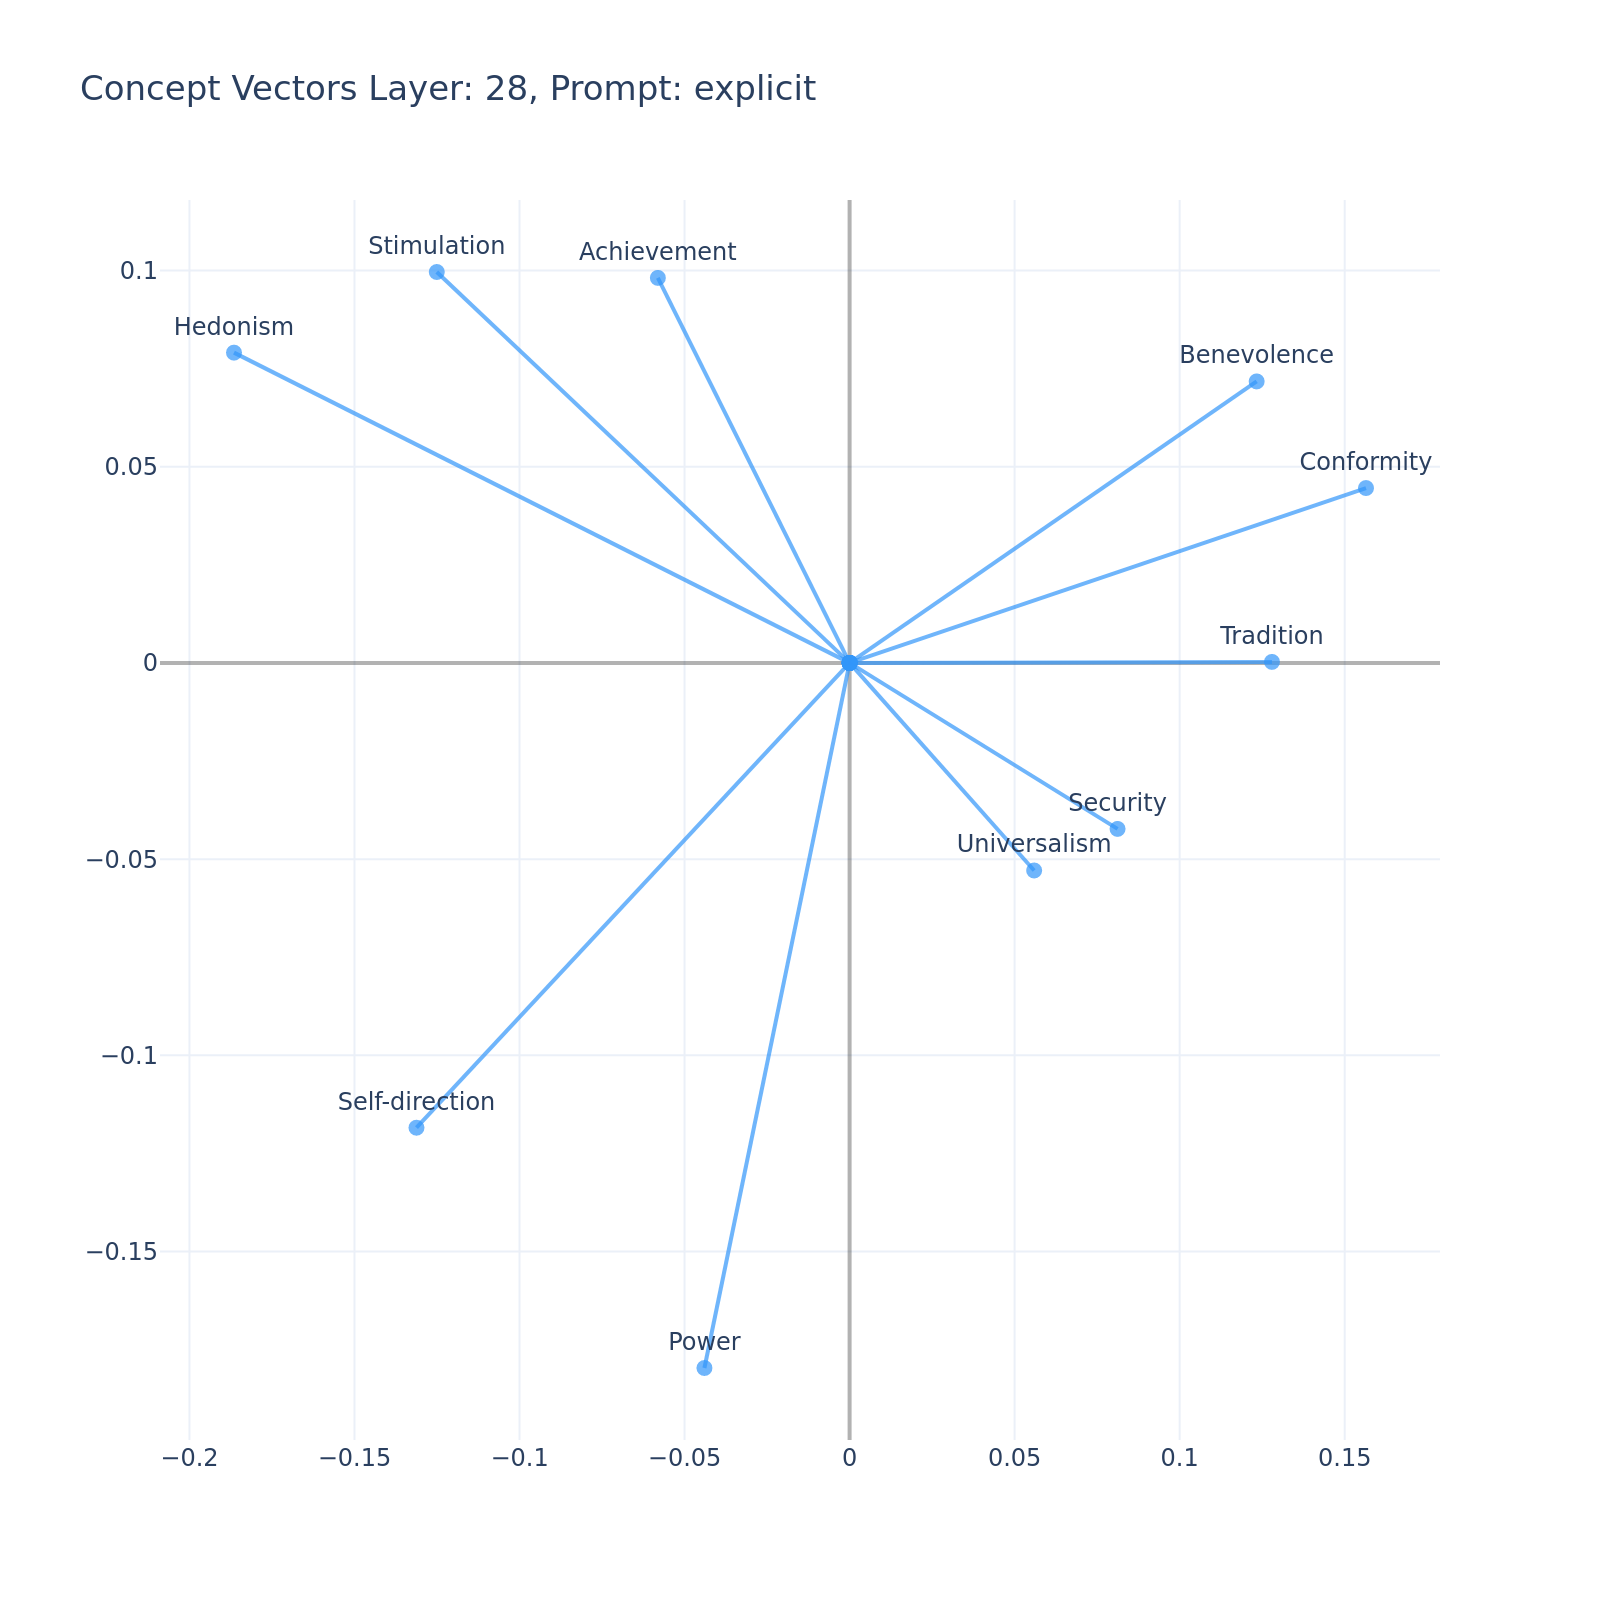 Concept Vectors Layer: 28, Prompt: explicit
Stimulation
Achievement
0.1
Hedonism
Benevolence
0.05
Conformity
Tradition
0
Security
Universalism
−0.05
−0.1
Self-direction
−0.15
Power
−0.2 −0.15 −0.1 −0.05 0 0.05 0.1 0.15